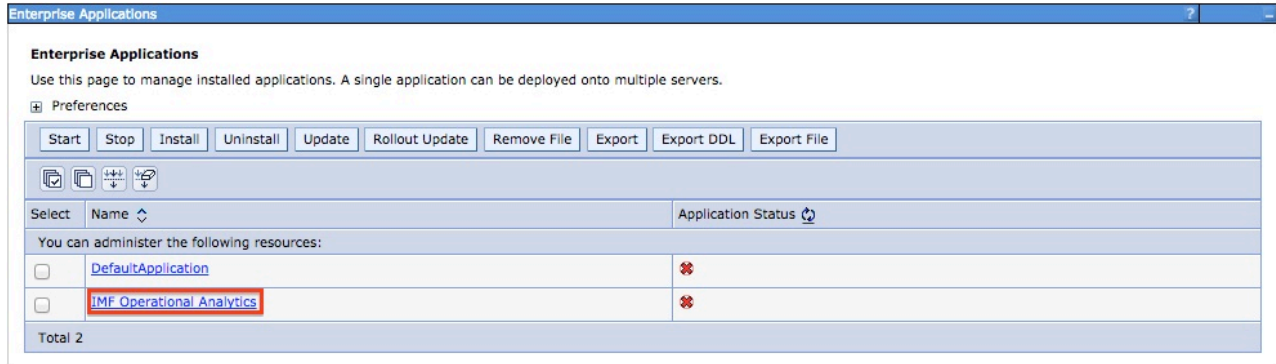 Enterprise Applications
?
Enterprise Applications
Use this page to manage installed applications. A single application can be deployed onto multiple servers.
Preferences
Start Stop Install Uninstall Update Rollout Update Remove File Export Export DDL Export File
Select Name Application Status
You can administer the following resources:
DefaultApplication
IMF Operational Analytics
Total 2